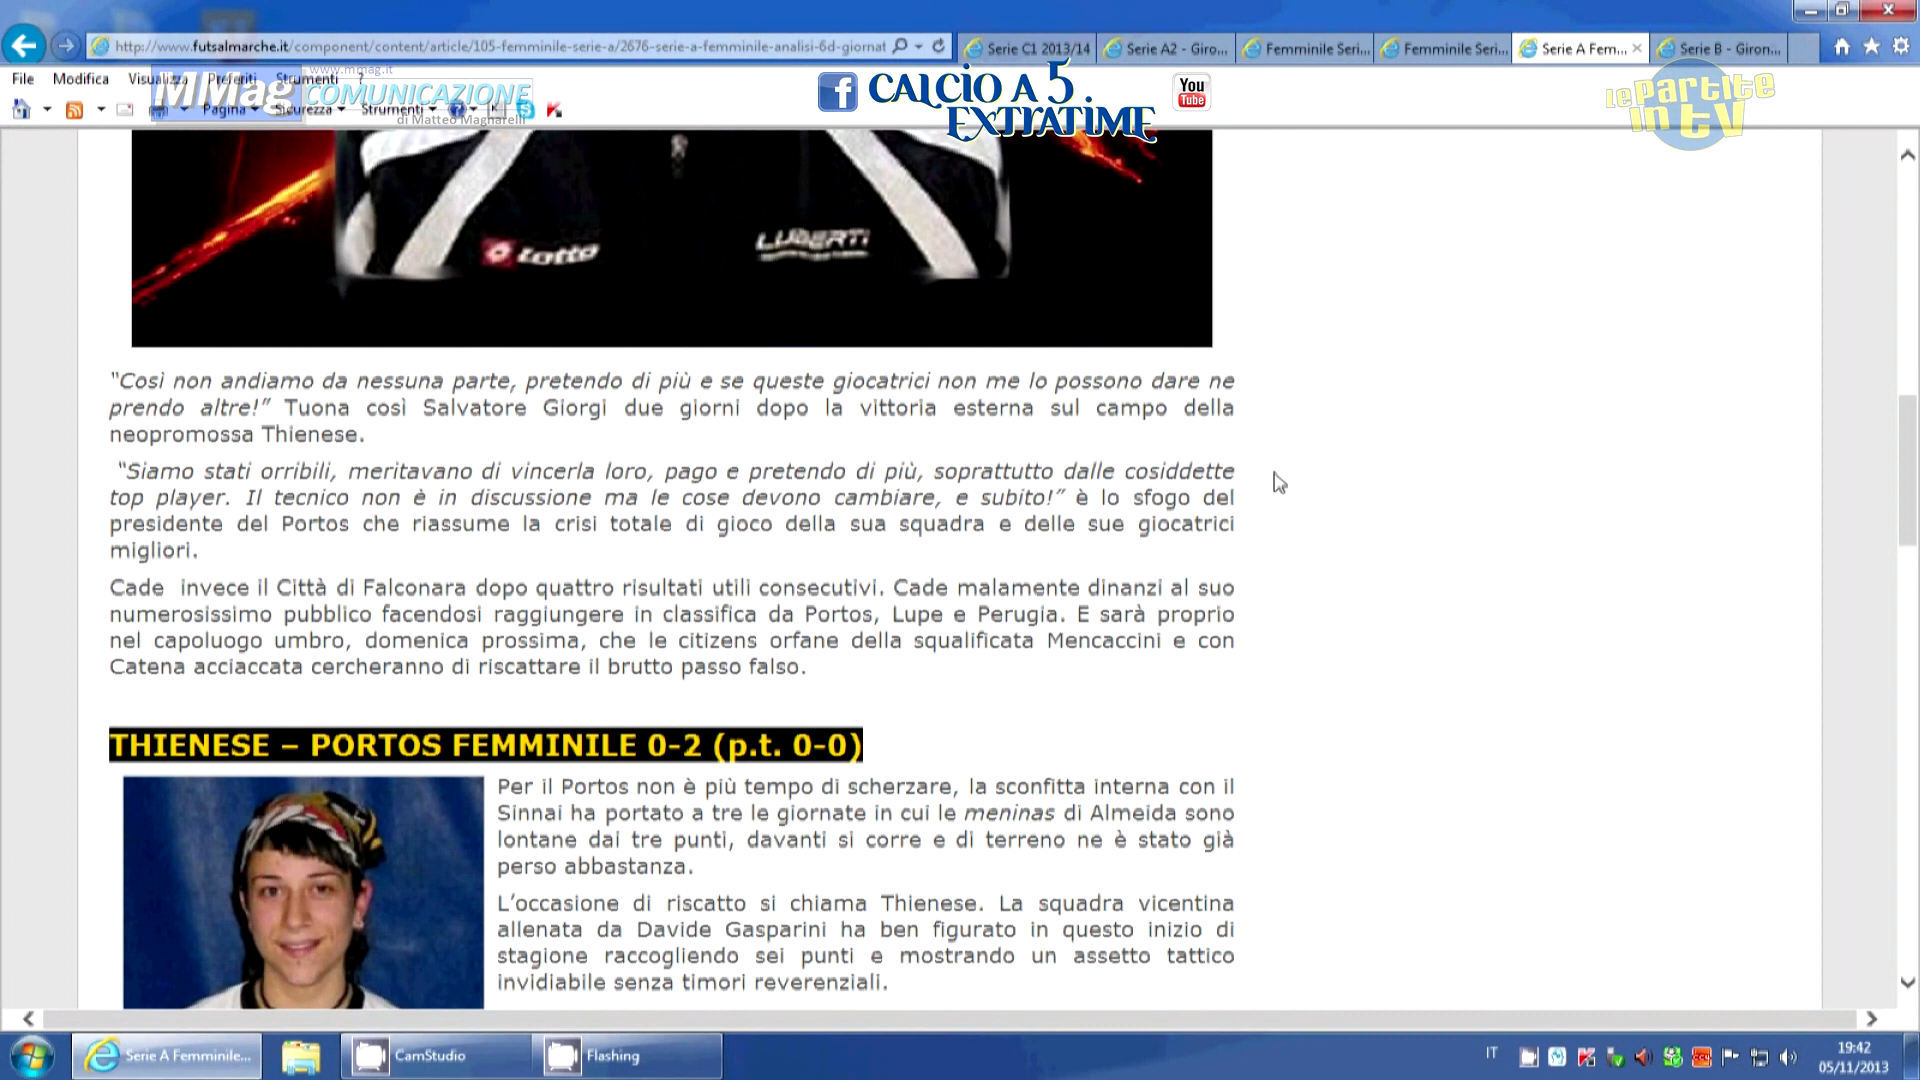 http://www.futsalmarche.it/component/content/article/105-femminile-serie-a/2676-serie-a-femminile-analisi-6d-giornat
Serie C1 2013/14
Serie A2 - Giro...
Femminile Seri...
Femminile Seri...
Serie A Fem...
Serie B - Giron...
File Modifica Visualizza Preferiti Strumenti ?
www.mmag.it
MMag COMUNICAZIONE
di Matteo Magnarelli
Pagina Sicurezza Strumenti
CALCIO A 5
EXTRATIME
You
Tube
le partite
in tv
Lotto
LUBERTI
“Così non andiamo da nessuna parte, pretendo di più e se queste giocatrici non me lo possono dare ne
prendo altre!” Tuona così Salvatore Giorgi due giorni dopo la vittoria esterna sul campo della
neopromossa Thienese.
“Siamo stati orribili, meritavano di vincerla loro, pago e pretendo di più, soprattutto dalle cosiddette
top player. Il tecnico non è in discussione ma le cose devono cambiare, e subito!” è lo sfogo del
presidente del Portos che riassume la crisi totale di gioco della sua squadra e delle sue giocatrici
migliori.
Cade invece il Città di Falconara dopo quattro risultati utili consecutivi. Cade malamente dinanzi al suo
numerosissimo pubblico facendosi raggiungere in classifica da Portos, Lupe e Perugia. E sarà proprio
nel capoluogo umbro, domenica prossima, che le citizens orfane della squalificata Mencaccini e con
Catena acciaccata cercheranno di riscattare il brutto passo falso.
THIENESE – PORTOS FEMMINILE 0-2 (p.t. 0-0)
Per il Portos non è più tempo di scherzare, la sconfitta interna con il
Sinnai ha portato a tre le giornate in cui le meninas di Almeida sono
lontane dai tre punti, davanti si corre e di terreno ne è stato già
perso abbastanza.
L’occasione di riscatto si chiama Thienese. La squadra vicentina
allenata da Davide Gasparini ha ben figurato in questo inizio di
stagione raccogliendo sei punti e mostrando un assetto tattico
invidiabile senza timori reverenziali.
Serie A Femminile...
CamStudio
Flashing
IT
19:42
05/11/2013